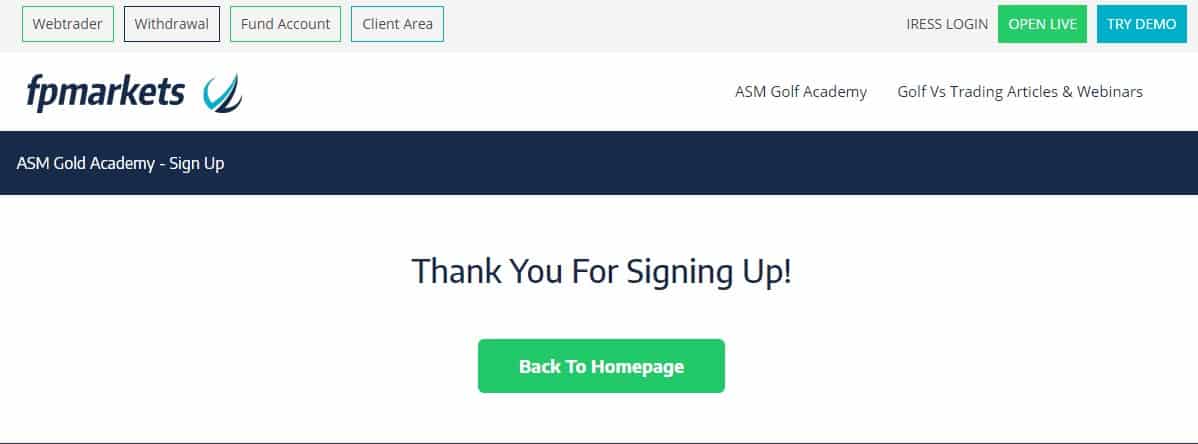 Webtrader Withdrawal Fund Account Client Area IRESS LOGIN OPEN LIVE TRY DEMO
fpmarkets ASM Golf Academy Golf Vs Trading Articles & Webinars
ASM Gold Academy - Sign Up
Thank You For Signing Up!
Back To Homepage